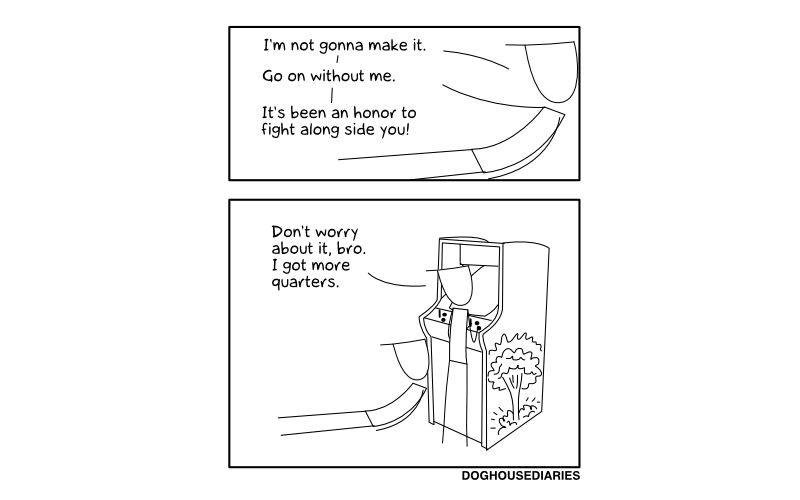 I'm not gonna make it.
Go on without me.
It's been an honor to
fight along side you!
Don't worry
about it, bro.
I got more
quarters.
DOGHOUSEDIARIES